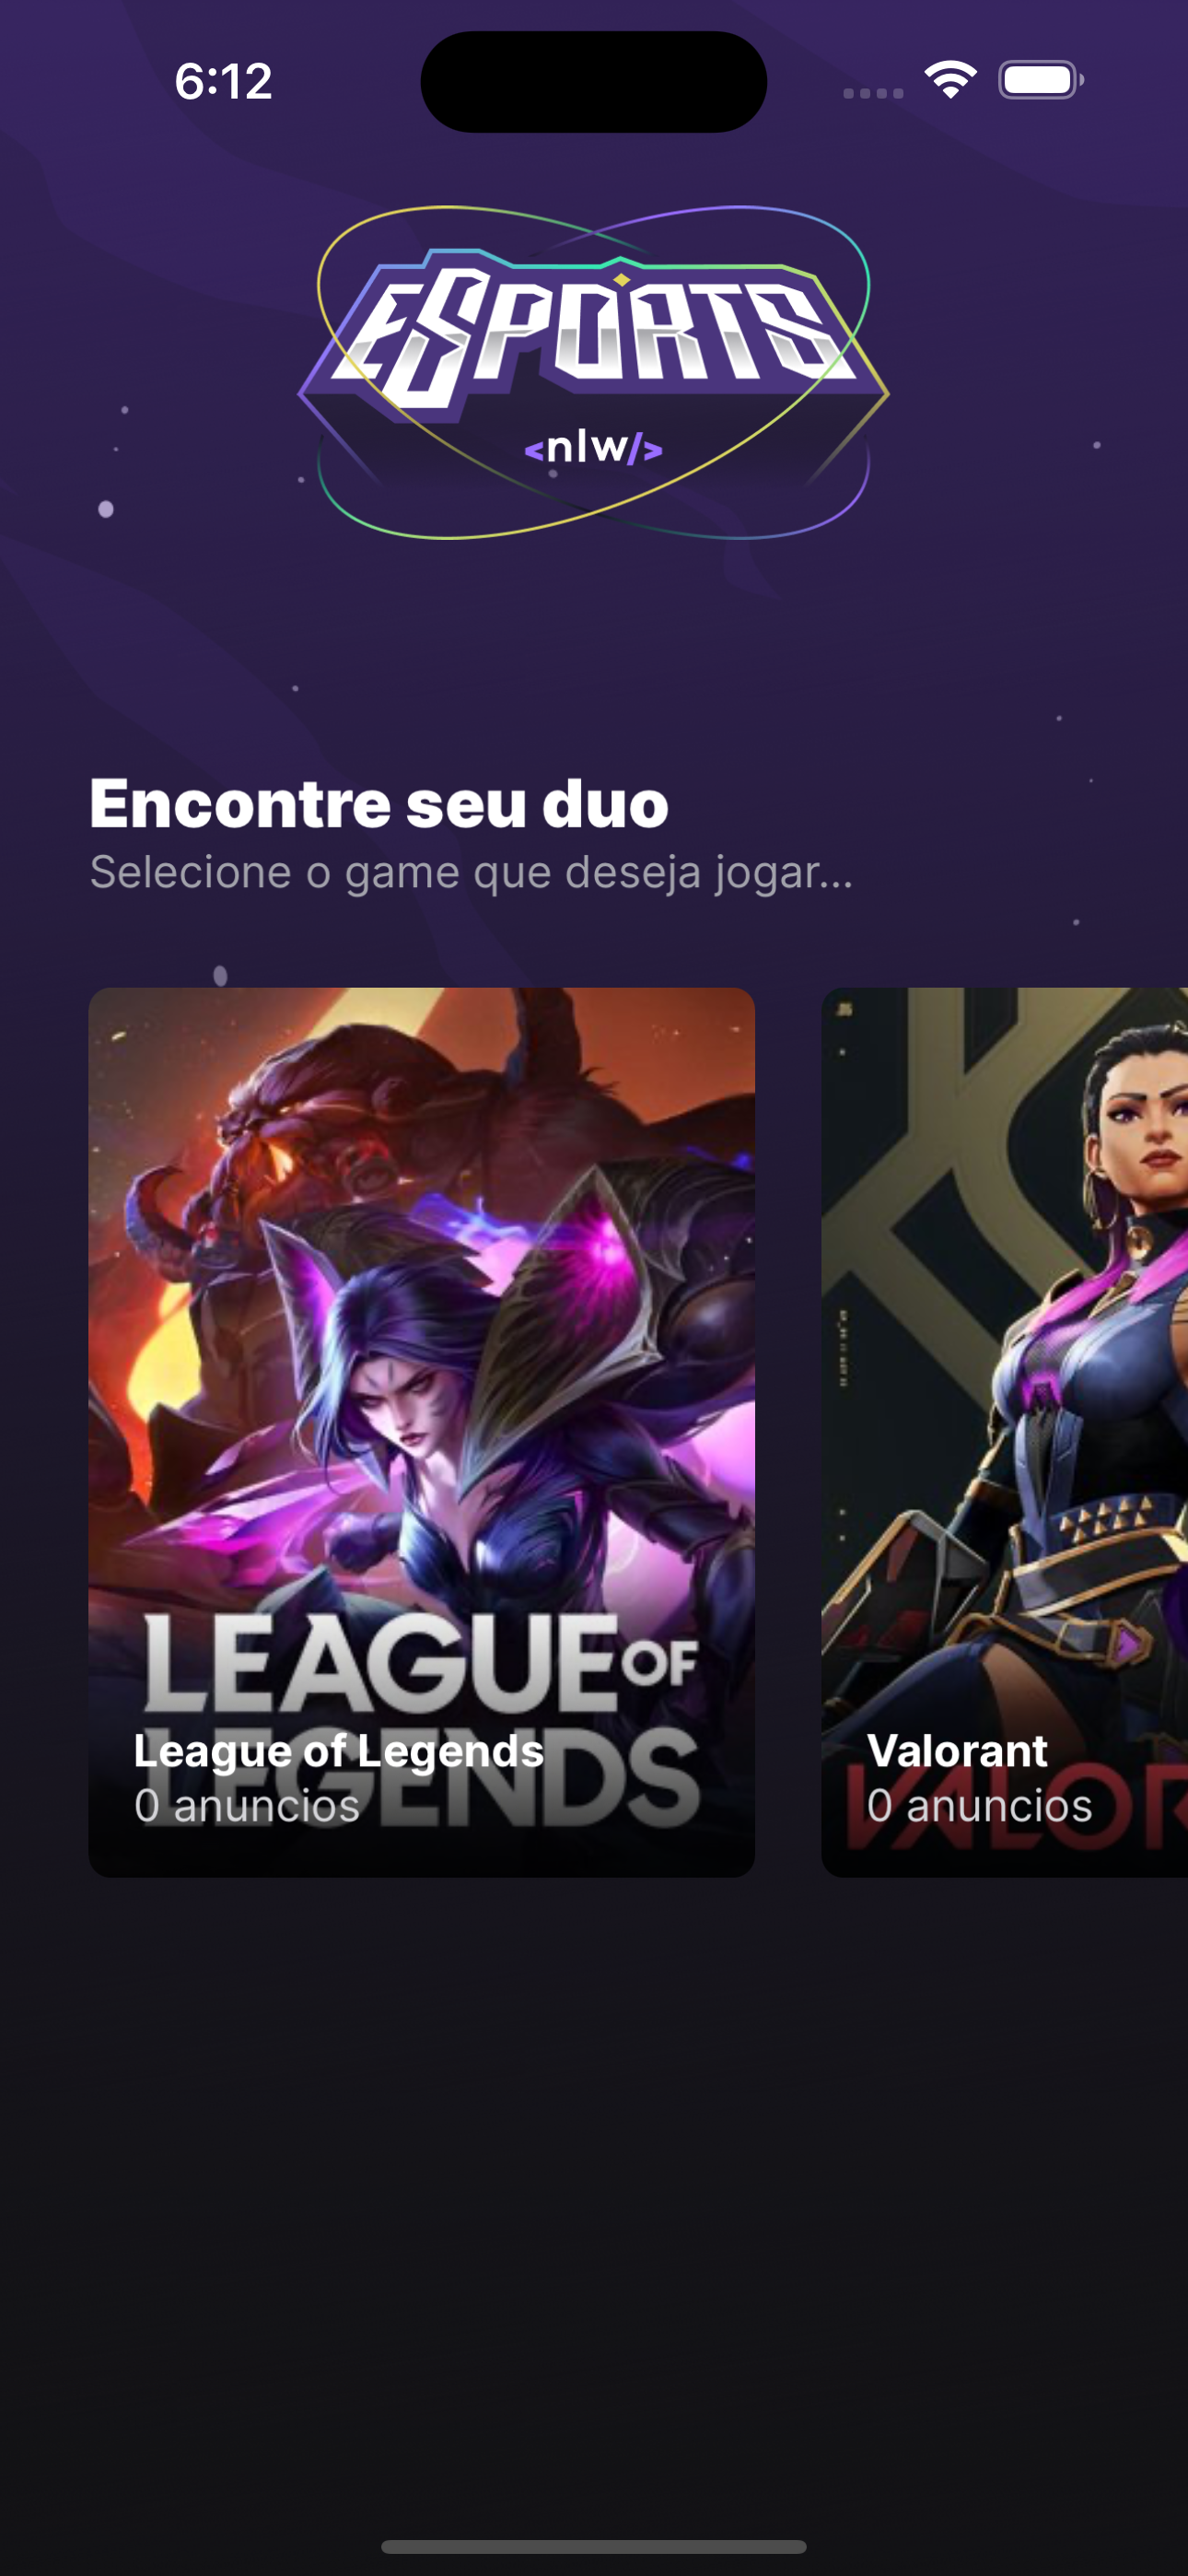 6:12
ESPORTS
<nlw/>
Encontre seu duo
Selecione o game que deseja jogar...
LEAGUE OF
LEGENDS
League of Legends
0 anuncios
Valorant
0 anuncios
VALOR